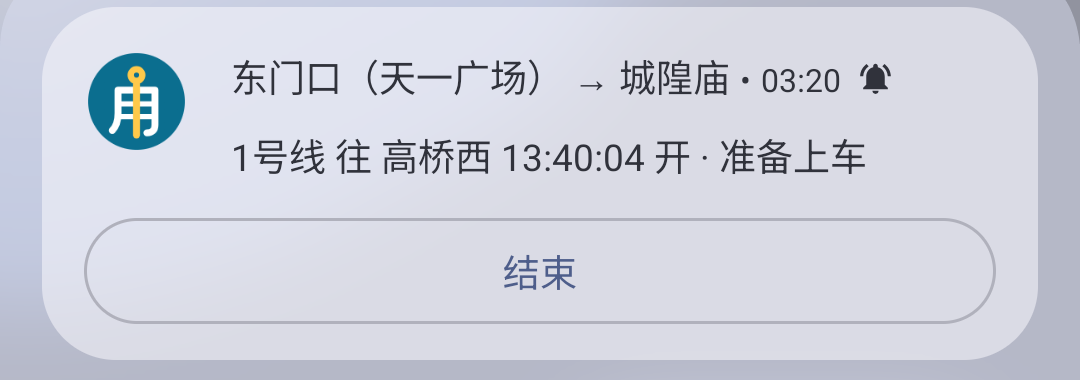 东门口（天一广场） → 城隍庙 • 03:20
1号线 往 高桥西 13:40:04 开 · 准备上车
结束